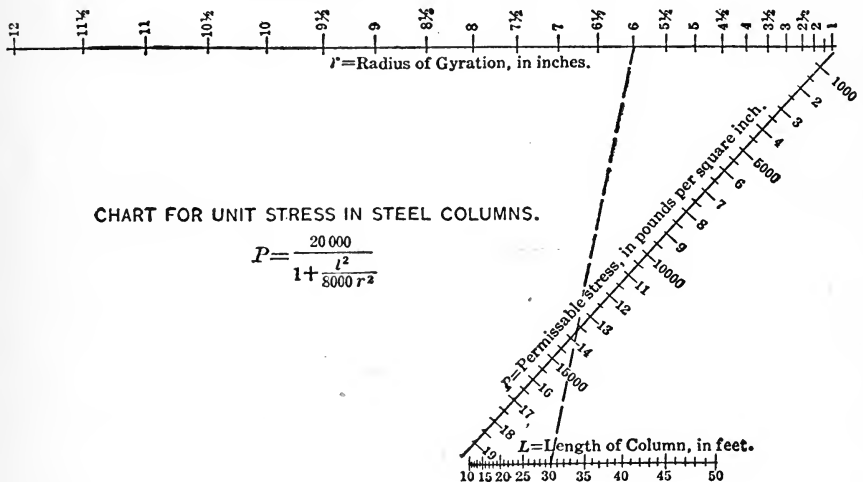 12 11½ 11 10½ 10 9½ 9 8½ 8 7½ 7 6½ 6 5½ 5 4½ 4 3½ 3 2½ 2 1
r=Radius of Gyration, in inches.
P=Permissable stress, in pounds per square inch.
1000
2
3
4
5000
6
7
8
9
10000
11
12
13
14
15000
16
17
18
19
CHART FOR UNIT STRESS IN STEEL COLUMNS.
P= 20 000
1+ l²
8000 r²
L=Length of Column, in feet.
10 15 20 25 30 35 40 45 50